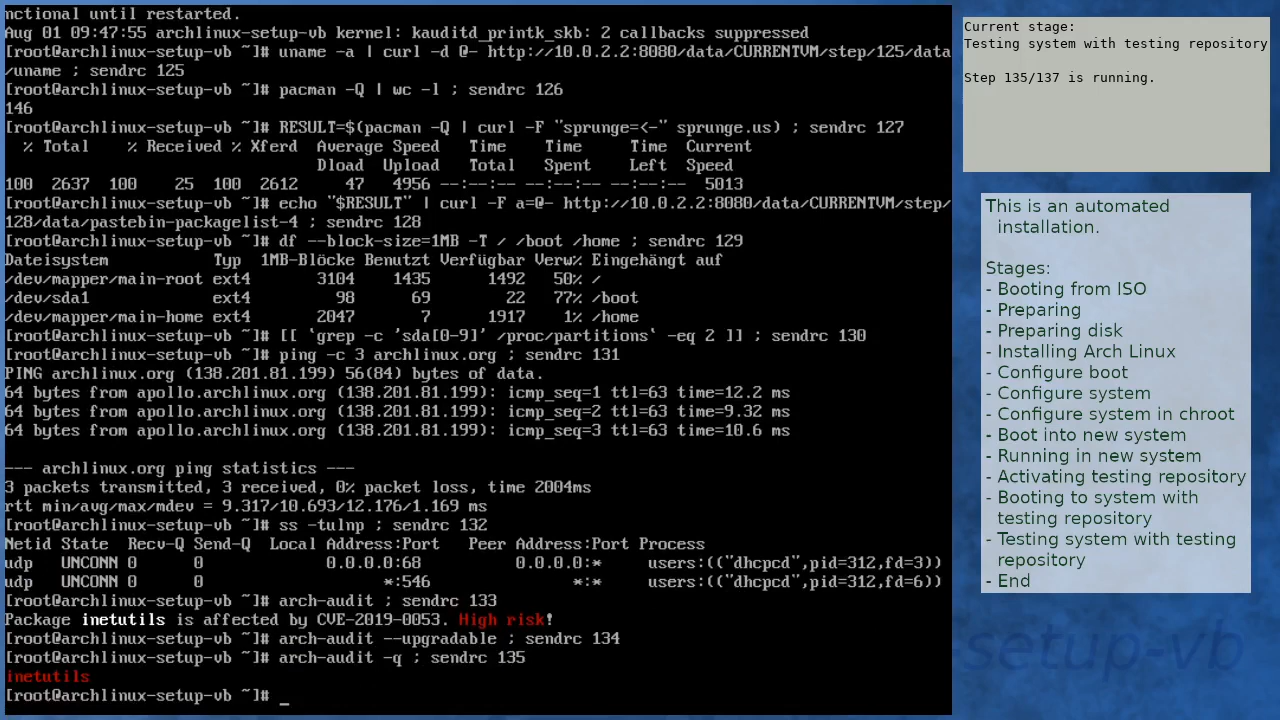 nctional until restarted.
Aug 01 09:47:55 archlinux-setup-vb kernel: kauditd_printk_skb: 2 callbacks suppressed
[root@archlinux-setup-vb ~]# uname -a | curl -d @- http://10.0.2.2:8080/data/CURRENTVM/step/125/data
/uname ; sendrc 125
[root@archlinux-setup-vb ~]# pacman -Q | wc -l ; sendrc 126
146
[root@archlinux-setup-vb ~]# RESULT=$(pacman -Q | curl -F "sprunge=<-" sprunge.us) ; sendrc 127
  % Total    % Received % Xferd  Average Speed   Time    Time     Time  Current
                                 Dload  Upload   Total   Spent    Left  Speed
100  2637  100    25  100  2612     47   4956 --:--:-- --:--:-- --:--:--  5013
[root@archlinux-setup-vb ~]# echo "$RESULT" | curl -F a=@- http://10.0.2.2:8080/data/CURRENTVM/step/
128/data/pastebin-packagelist-4 ; sendrc 128
[root@archlinux-setup-vb ~]# df --block-size=1MB -T / /boot /home ; sendrc 129
Dateisystem           Typ  1MB-Blöcke Benutzt Verfügbar Verw% Eingehängt auf
/dev/mapper/main-root ext4       3104    1435      1492   50% /
/dev/sda1             ext4         98      69        22   77% /boot
/dev/mapper/main-home ext4       2047       7      1917    1% /home
[root@archlinux-setup-vb ~]# [[ `grep -c 'sda[0-9]' /proc/partitions` -eq 2 ]] ; sendrc 130
[root@archlinux-setup-vb ~]# ping -c 3 archlinux.org ; sendrc 131
PING archlinux.org (138.201.81.199) 56(84) bytes of data.
64 bytes from apollo.archlinux.org (138.201.81.199): icmp_seq=1 ttl=63 time=12.2 ms
64 bytes from apollo.archlinux.org (138.201.81.199): icmp_seq=2 ttl=63 time=9.32 ms
64 bytes from apollo.archlinux.org (138.201.81.199): icmp_seq=3 ttl=63 time=10.6 ms

--- archlinux.org ping statistics ---
3 packets transmitted, 3 received, 0% packet loss, time 2004ms
rtt min/avg/max/mdev = 9.317/10.693/12.176/1.169 ms
[root@archlinux-setup-vb ~]# ss -tulnp ; sendrc 132
Netid State  Recv-Q Send-Q  Local Address:Port   Peer Address:Port Process
udp   UNCONN 0      0             0.0.0.0:68          0.0.0.0:*     users:(("dhcpcd",pid=312,fd=3))
udp   UNCONN 0      0                   *:546               *:*     users:(("dhcpcd",pid=312,fd=6))
[root@archlinux-setup-vb ~]# arch-audit ; sendrc 133
Package inetutils is affected by CVE-2019-0053. High risk!
[root@archlinux-setup-vb ~]# arch-audit --upgradable ; sendrc 134
[root@archlinux-setup-vb ~]# arch-audit -q ; sendrc 135
inetutils
[root@archlinux-setup-vb ~]# _
Current stage:
Testing system with testing repository
Step 135/137 is running.
This is an automated
installation.
Stages:
- Booting from ISO
- Preparing
- Preparing disk
- Installing Arch Linux
- Configure boot
- Configure system
- Configure system in chroot
- Boot into new system
- Running in new system
- Activating testing repository
- Booting to system with
testing repository
- Testing system with testing
repository
- End
setup-vb